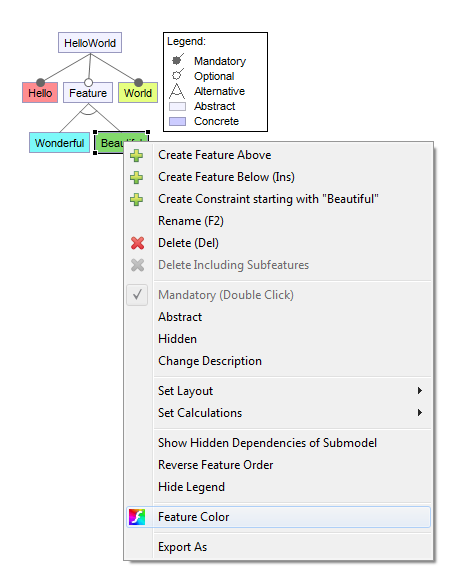 HelloWorld
Legend:
Mandatory
Optional
Alternative
Abstract
Concrete
Hello
Feature
World
Wonderful
Create Feature Above
Create Feature Below (Ins)
Create Constraint starting with "Beautiful"
Rename (F2)
Delete (Del)
Delete Including Subfeatures
Mandatory (Double Click)
Abstract
Hidden
Change Description
Set Layout
Set Calculations
Show Hidden Dependencies of Submodel
Reverse Feature Order
Hide Legend
Feature Color
Export As